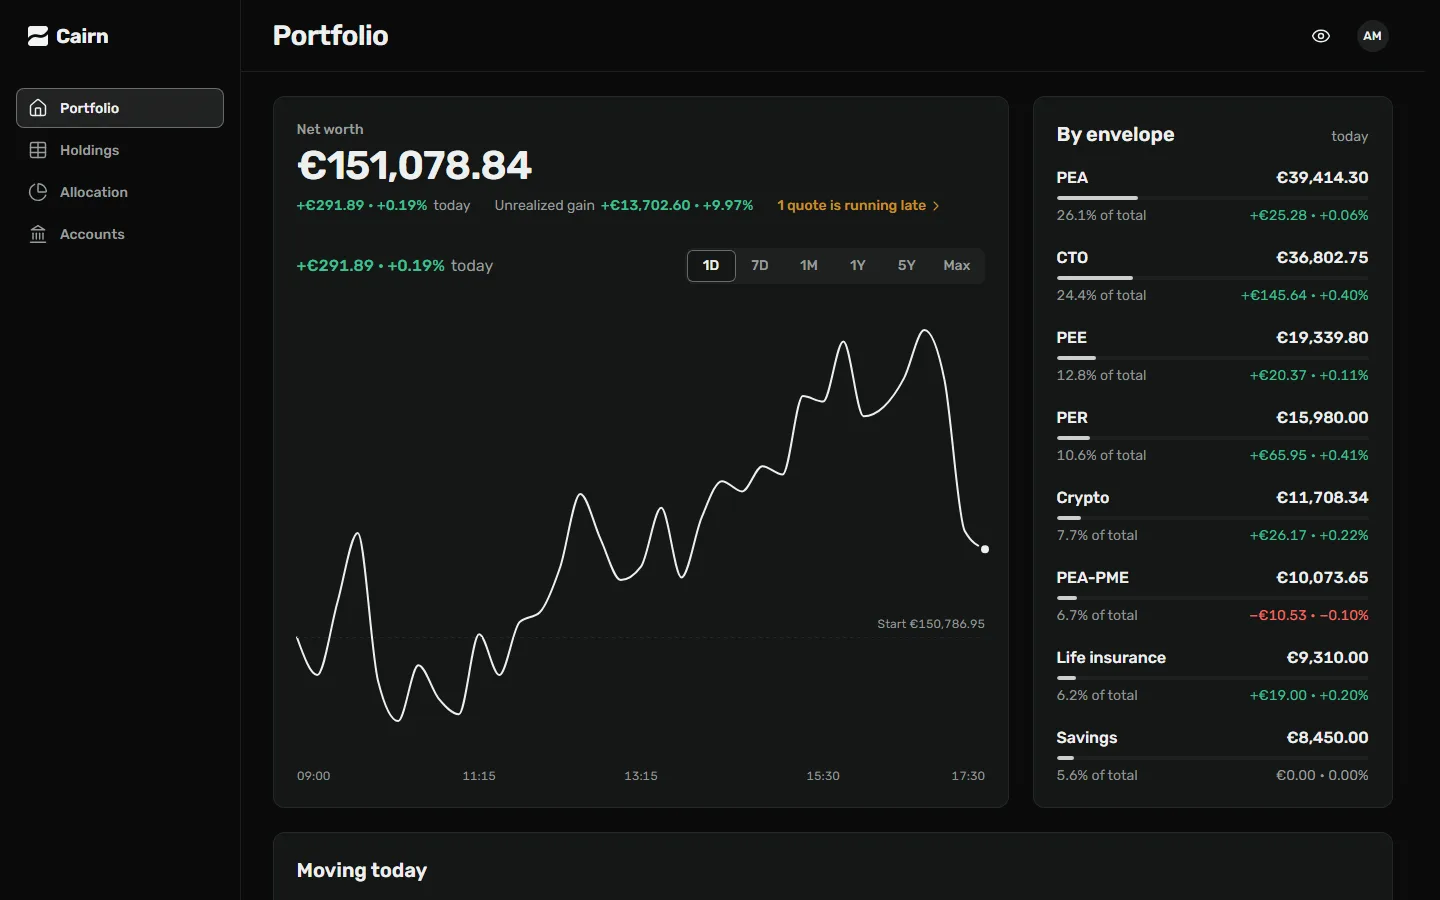 Cairn
Portfolio
Holdings
Allocation
Accounts
Portfolio
AM
Net worth
€151,078.84
+€291.89 • +0.19% today
Unrealized gain +€13,702.60 • +9.97%
1 quote is running late
+€291.89 • +0.19% today
1D 7D 1M 1Y 5Y Max
Start €150,786.95
09:00 11:15 13:15 15:30 17:30
By envelope today
PEA €39,414.30
26.1% of total +€25.28 • +0.06%
CTO €36,802.75
24.4% of total +€145.64 • +0.40%
PEE €19,339.80
12.8% of total +€20.37 • +0.11%
PER €15,980.00
10.6% of total +€65.95 • +0.41%
Crypto €11,708.34
7.7% of total +€26.17 • +0.22%
PEA-PME €10,073.65
6.7% of total −€10.53 • −0.10%
Life insurance €9,310.00
6.2% of total +€19.00 • +0.20%
Savings €8,450.00
5.6% of total €0.00 • 0.00%
Moving today